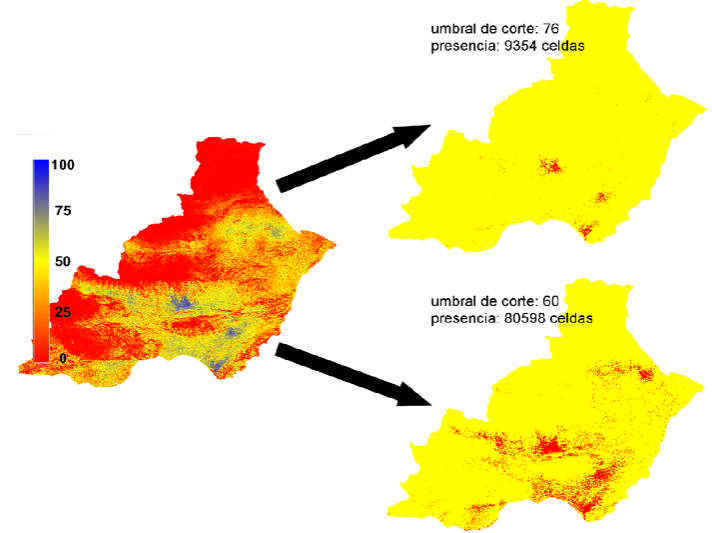 umbral de corte: 76
presencia: 9354 celdas
100
75
50
25
0
umbral de corte: 60
presencia: 80598 celdas